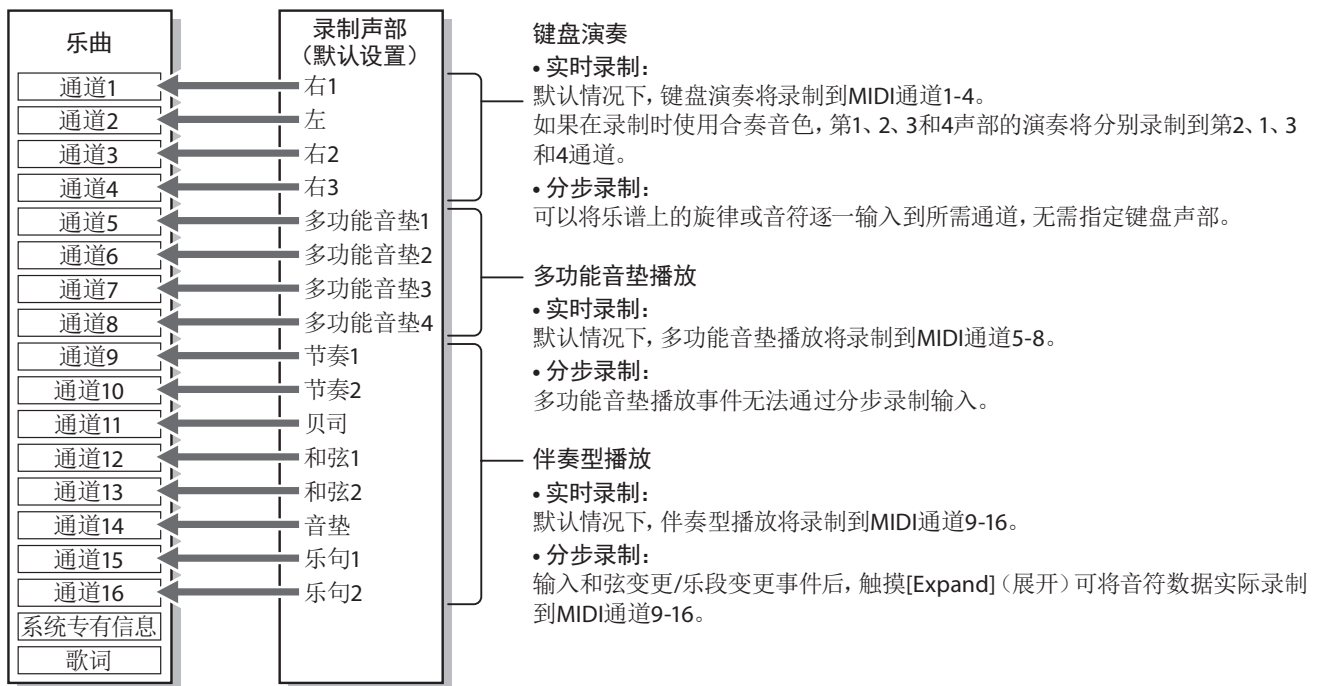 乐曲
通道1
通道2
通道3
通道4
通道5
通道6
通道7
通道8
通道9
通道10
通道11
通道12
通道13
通道14
通道15
通道16
系统专有信息
歌词
录制声部
（默认设置）
右1
左
右2
右3
多功能音垫1
多功能音垫2
多功能音垫3
多功能音垫4
节奏1
节奏2
贝司
和弦1
和弦2
音垫
乐句1
乐句2
键盘演奏
• 实时录制：
默认情况下，键盘演奏将录制到MIDI通道1-4。
如果在录制时使用合奏音色，第1、2、3和4声部的演奏将分别录制到第2、1、3
和4通道。
• 分步录制：
可以将乐谱上的旋律或音符逐一输入到所需通道，无需指定键盘声部。
多功能音垫播放
• 实时录制：
默认情况下，多功能音垫播放将录制到MIDI通道5-8。
• 分步录制：
多功能音垫播放事件无法通过分步录制输入。
伴奏型播放
• 实时录制：
默认情况下，伴奏型播放将录制到MIDI通道9-16。
• 分步录制：
输入和弦变更/乐段变更事件后，触摸[Expand]（展开）可将音符数据实际录制
到MIDI通道9-16。